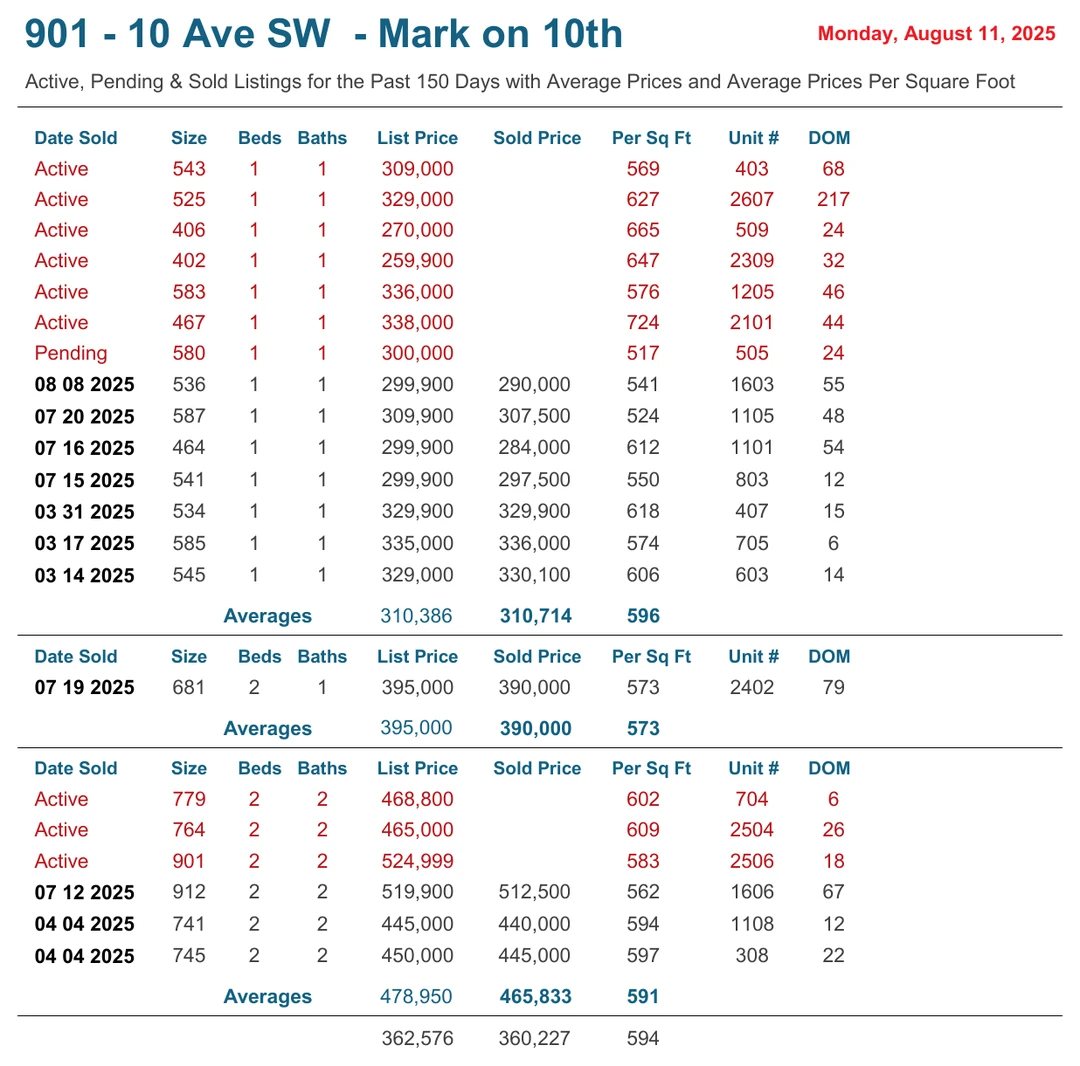 901 - 10 Ave SW - Mark on 10th Monday, August 11, 2025
Active, Pending & Sold Listings for the Past 150 Days with Average Prices and Average Prices Per Square Foot
Date Sold Size Beds Baths List Price Sold Price Per Sq Ft Unit # DOM
Active 543 1 1 309,000 569 403 68
Active 525 1 1 329,000 627 2607 217
Active 406 1 1 270,000 665 509 24
Active 402 1 1 259,900 647 2309 32
Active 583 1 1 336,000 576 1205 46
Active 467 1 1 338,000 724 2101 44
Pending 580 1 1 300,000 517 505 24
08 08 2025 536 1 1 299,900 290,000 541 1603 55
07 20 2025 587 1 1 309,900 307,500 524 1105 48
07 16 2025 464 1 1 299,900 284,000 612 1101 54
07 15 2025 541 1 1 299,900 297,500 550 803 12
03 31 2025 534 1 1 329,900 329,900 618 407 15
03 17 2025 585 1 1 335,000 336,000 574 705 6
03 14 2025 545 1 1 329,000 330,100 606 603 14
Averages 310,386 310,714 596
Date Sold Size Beds Baths List Price Sold Price Per Sq Ft Unit # DOM
07 19 2025 681 2 1 395,000 390,000 573 2402 79
Averages 395,000 390,000 573
Date Sold Size Beds Baths List Price Sold Price Per Sq Ft Unit # DOM
Active 779 2 2 468,800 602 704 6
Active 764 2 2 465,000 609 2504 26
Active 901 2 2 524,999 583 2506 18
07 12 2025 912 2 2 519,900 512,500 562 1606 67
04 04 2025 741 2 2 445,000 440,000 594 1108 12
04 04 2025 745 2 2 450,000 445,000 597 308 22
Averages 478,950 465,833 591
362,576 360,227 594